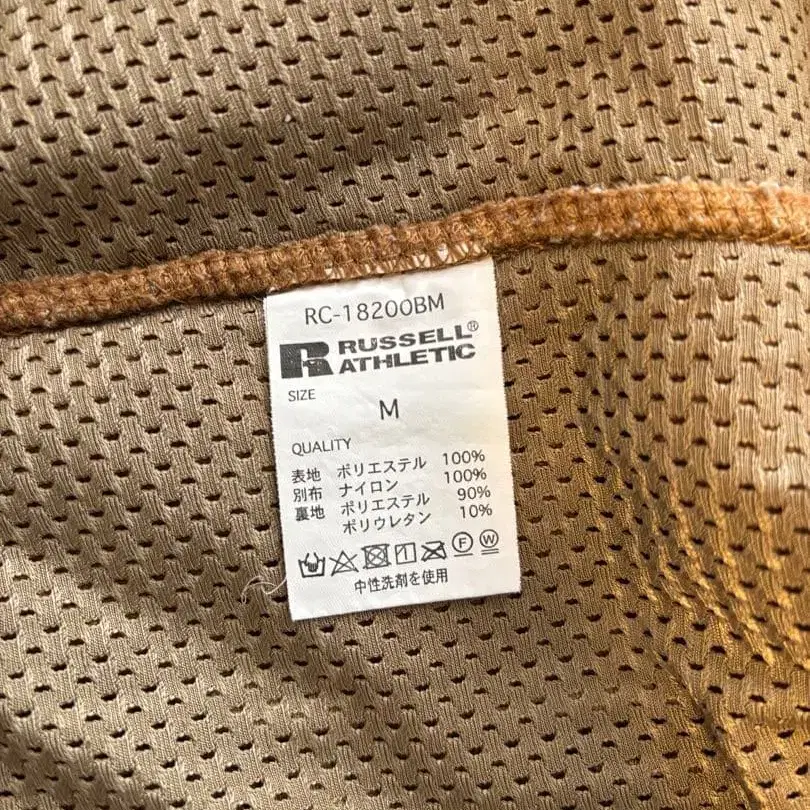 RC-18200BM
R RUSSELL®
ATHLETIC
SIZE
M
QUALITY
表地 ポリエステル 100%
別布 ナイロン 100%
裏地 ポリエステル 90%
ポリウレタン 10%
F W
中性洗剤を使用